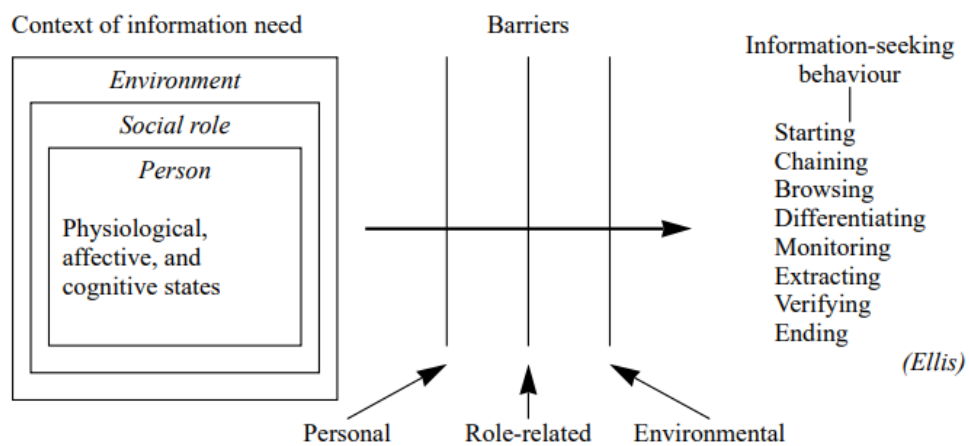 Context of information need
Barriers
Information-seeking
behaviour
Environment
Social role
Person
Physiological,
affective, and
cognitive states
Starting
Chaining
Browsing
Differentiating
Monitoring
Extracting
Verifying
Ending
(Ellis)
Personal
Role-related
Environmental